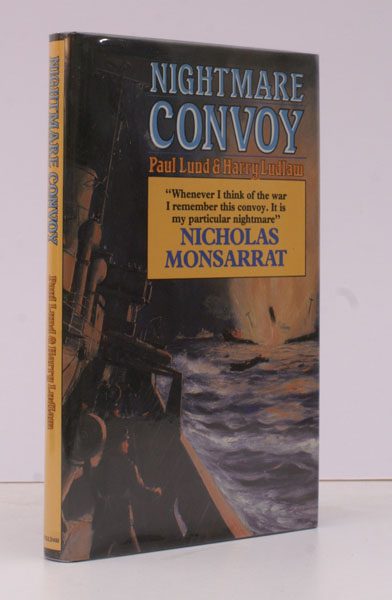 NIGHTMARE
CONVOY
Paul Lund & Harry Ludlam
"Whenever I think of the war
I remember this convoy. It is
my particular nightmare"
NICHOLAS
MONSARRAT
NIGHTMARE CONVOY
Paul Lund & Harry Ludlam